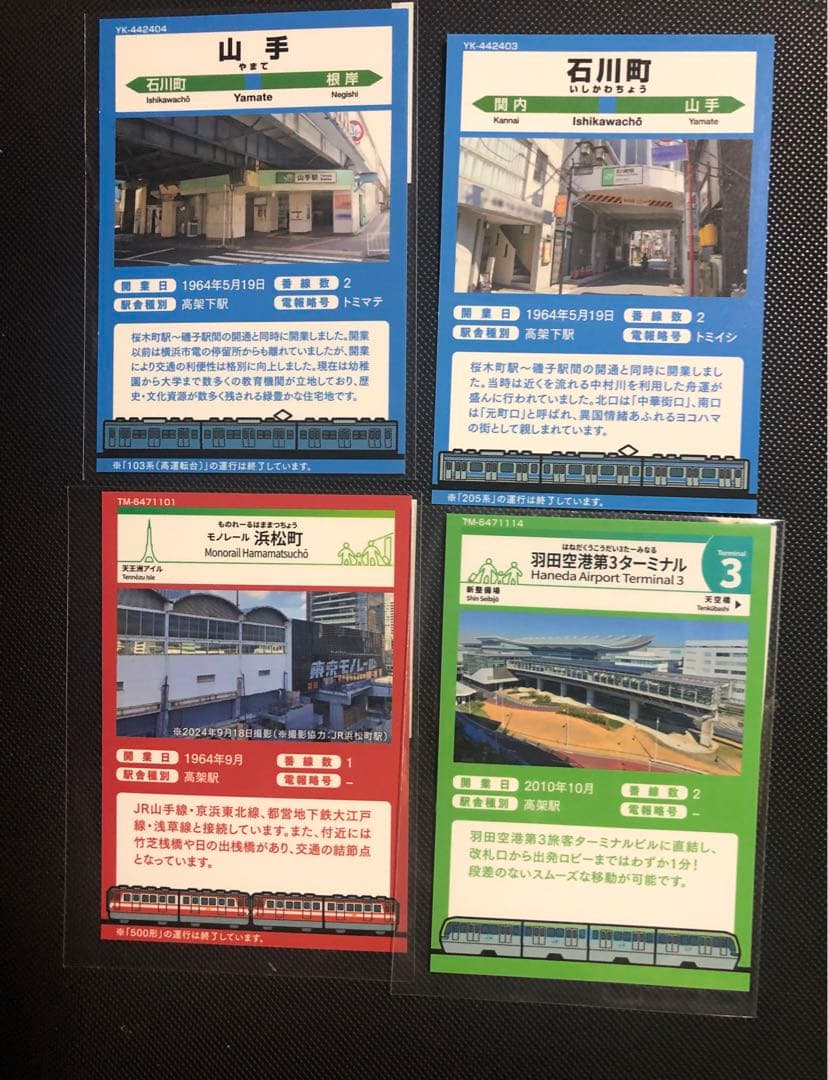 YK-442404
山手
やまて
石川町 根岸
Ishikawachō Yamate Negishi
山手駅
開業日 1964年5月19日 番線数 2
駅舎種別 高架下駅 電報略号 トミマテ
桜木町駅〜磯子駅間の開通と同時に開業しました。開業
以前は横浜市電の停留所からも離れていましたが、開業
により交通の利便性は格別に向上しました。現在は幼稚
園から大学まで数多くの教育機関が立地しており、歴
史・文化資源が数多く残される緑豊かな住宅地です。
※「103系(高運転台)」の運行は終了しています。
YK-442403
石川町
いしかわちょう
関内 山手
Kannai Ishikawachō Yamate
石川町駅
開業日 1964年5月19日 番線数 2
駅舎種別 高架下駅 電報略号 トミイシ
桜木町駅〜磯子駅間の開通と同時に開業しまし
た。当時は近くを流れる中村川を利用した舟運が
盛んに行われていました。北口は「中華街口」、南口
は「元町口」と呼ばれ、異国情緒あふれるヨコハマ
の街として親しまれています。
※「205系」の運行は終了しています。
TM-6471101
ものれーるはままつちょう
モノレール 浜松町
Monorail Hamamatsuchō
天王洲アイル
Tennōzu Isle
東京モノレール
※2024年9月18日撮影(※撮影協力:JR浜松町駅)
開業日 1964年9月 番線数 1
駅舎種別 高架駅 電報略号 −
JR山手線・京浜東北線、都営地下鉄大江戸
線・浅草線と接続しています。また、付近には
竹芝桟橋や日の出桟橋があり、交通の結節点
となっています。
※「500形」の運行は終了しています。
TM-6471114
はねだくうこうだい3たーみなる
羽田空港第3ターミナル
Haneda Airport Terminal 3
Terminal
3
新整備場 天空橋
Shin Seibijō Tenkūbashi
開業日 2010年10月 番線数 2
駅舎種別 高架駅 電報略号 −
羽田空港第3旅客ターミナルビルに直結し、
改札口から出発ロビーまではわずか1分!
段差のないスムーズな移動が可能です。